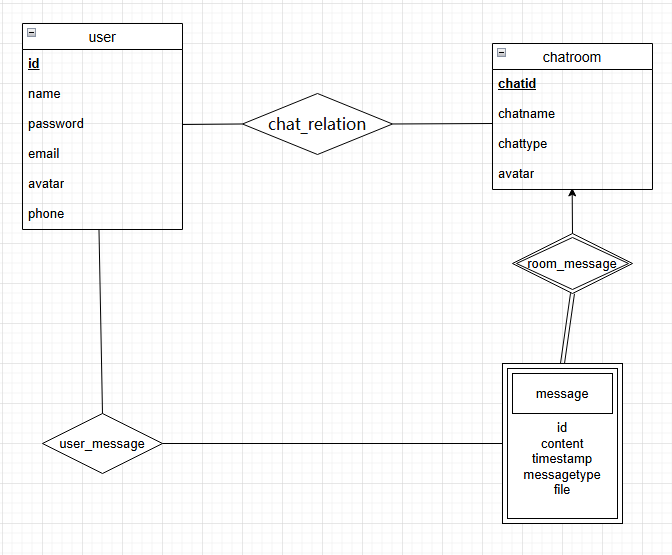 user
id
name
password
email
avatar
phone
chat_relation
chatroom
chatid
chatname
chattype
avatar
room_message
user_message
message
id
content
timestamp
messagetype
file